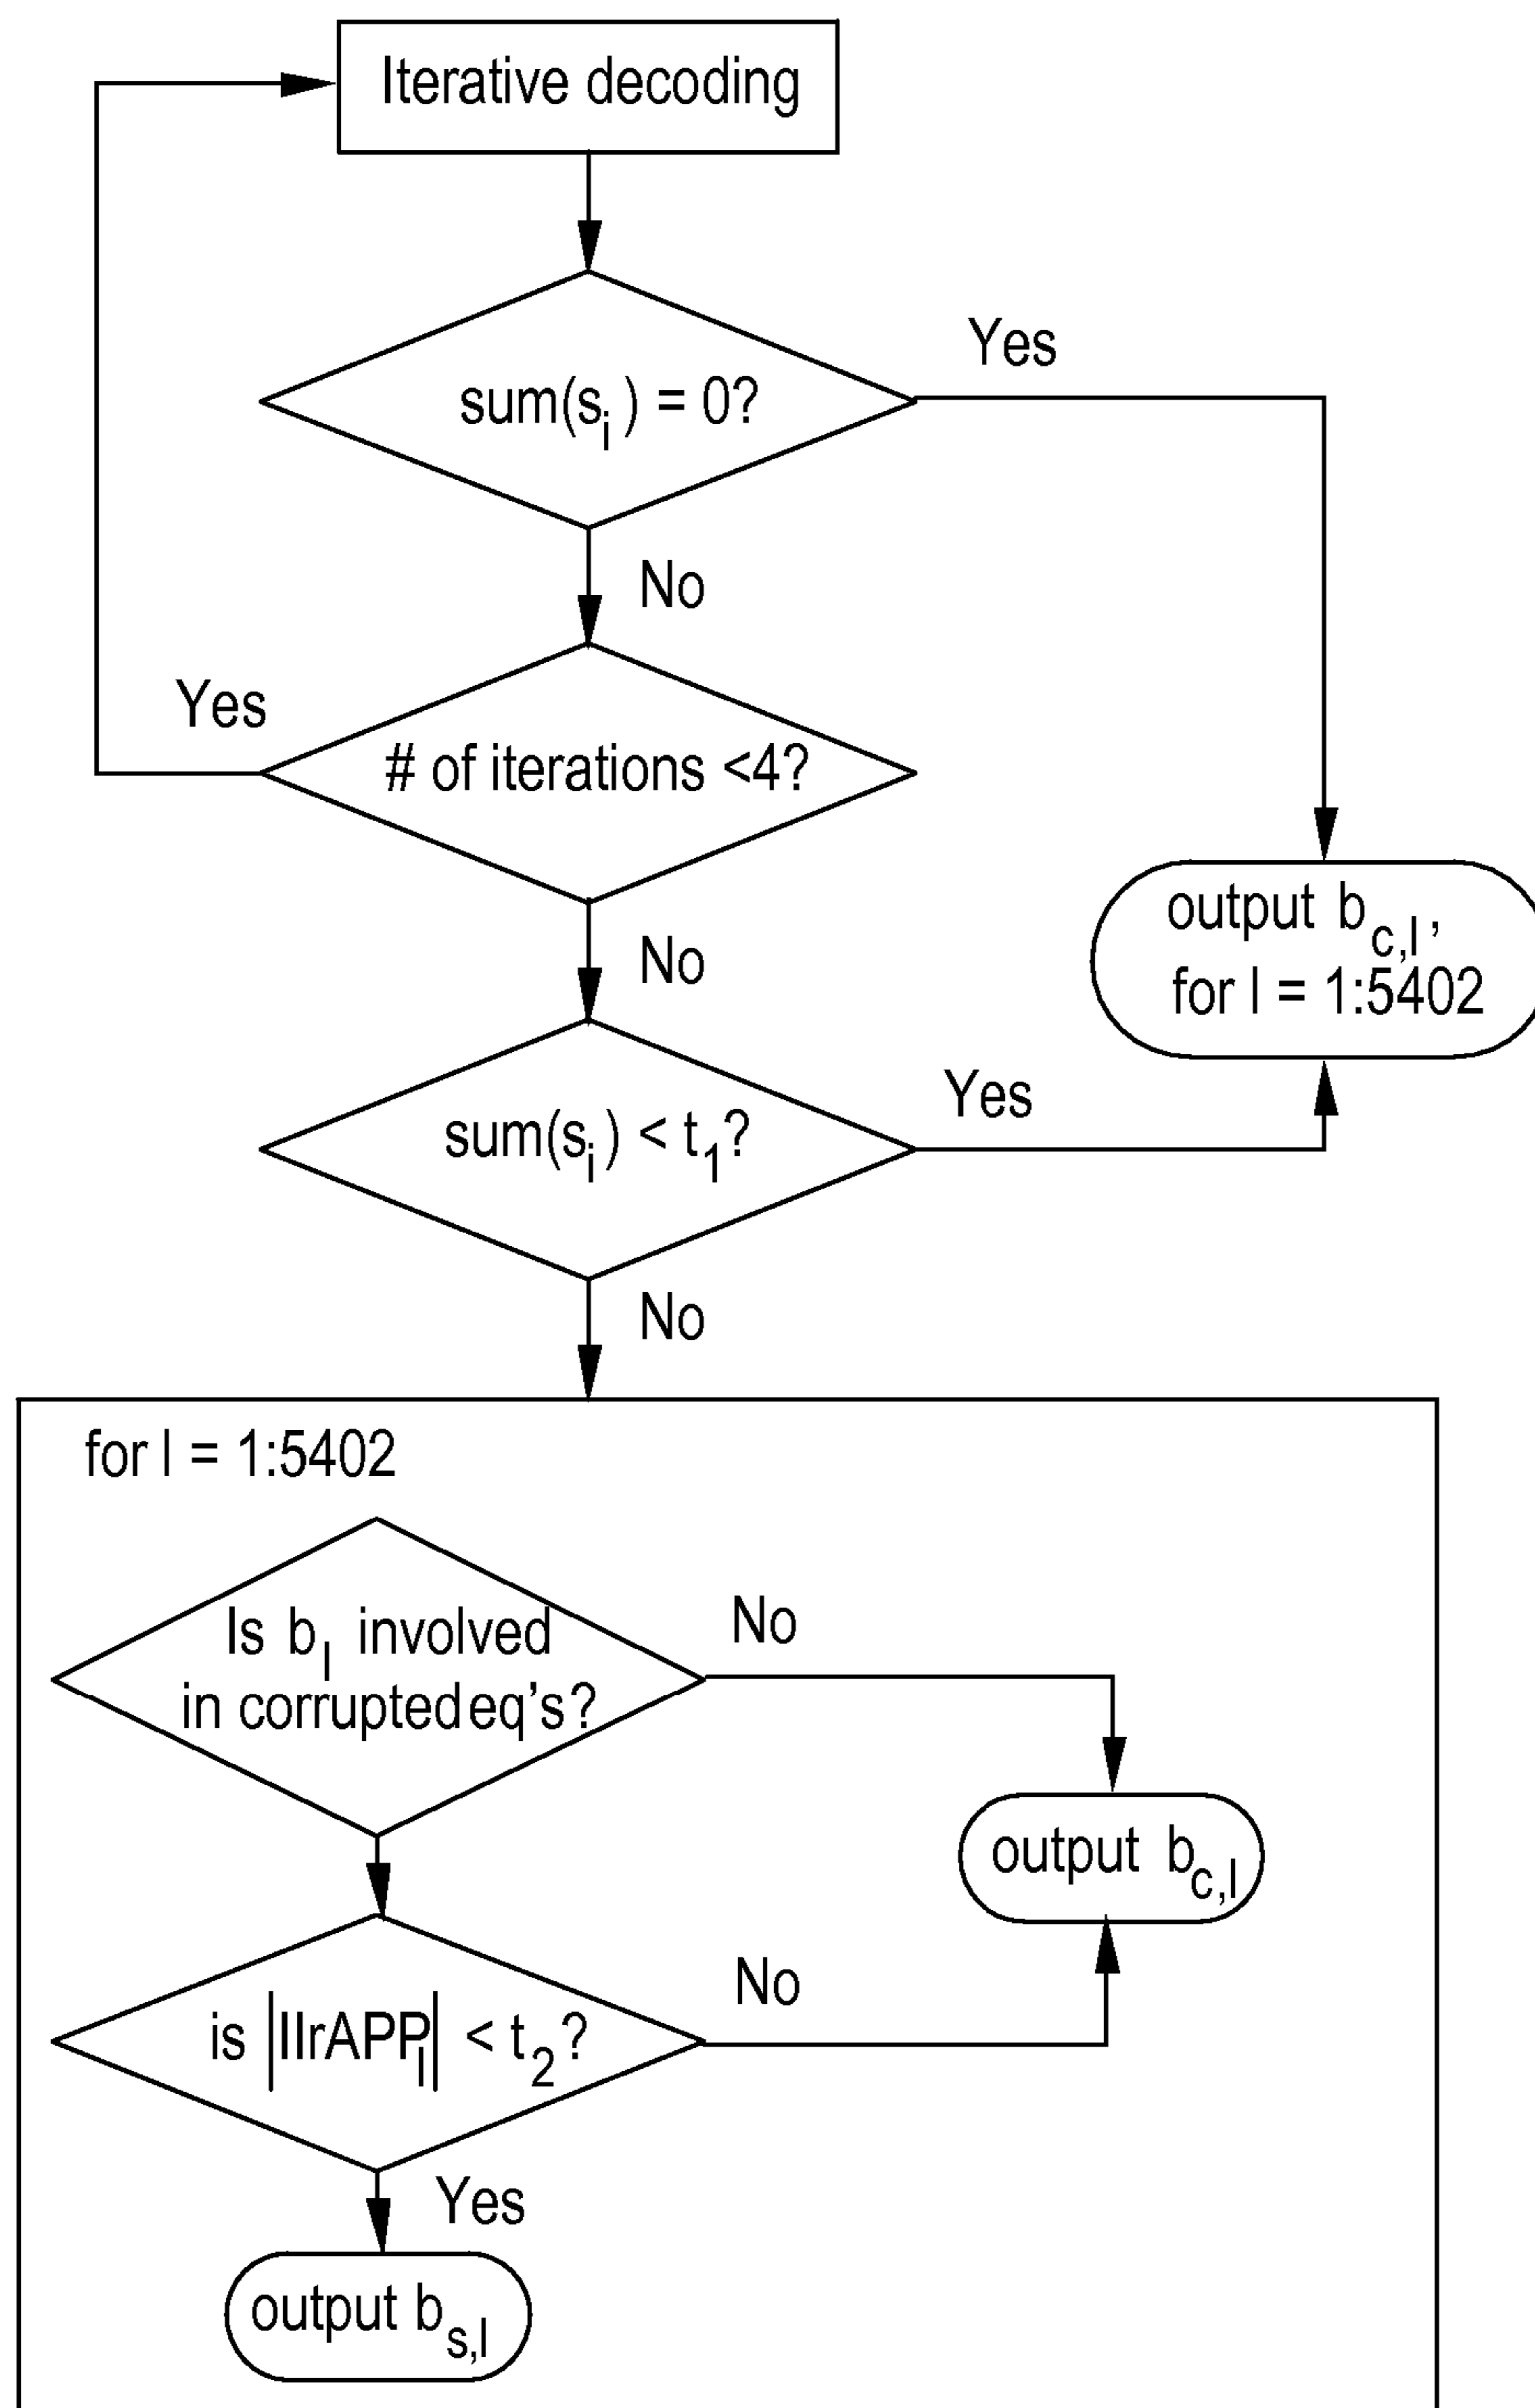 Iterative decoding
sum(s_i) = 0?
Yes
No
# of iterations <4?
Yes
No
output b_c,l,
for l = 1:5402
sum(s_i) < t_1?
Yes
No
for l = 1:5402
Is b_l involved
in corruptedeq's?
No
output b_c,l
is |llrAPP_l| < t_2?
No
Yes
output b_s,l